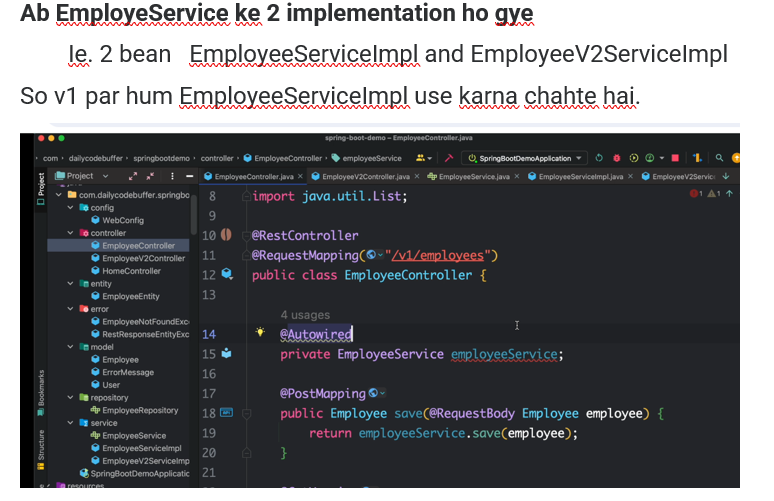 Ab EmployeService ke 2 implementation ho gye
Ie. 2 bean EmployeeServiceImpl and EmployeeV2ServiceImpl
So v1 par hum EmployeeServiceImpl use karna chahte hai.
spring-boot-demo – EmployeeController.java
com › dailycodebuffer › springbootdemo › controller › EmployeeController › employeeService
SpringBootDemoApplication
Project
EmployeeController.java × EmployeeV2Controller.java × EmployeeService.java × EmployeeServiceImpl.java × EmployeeV2Servic
Project
com.dailycodebuffer.springbo
config
WebConfig
controller
EmployeeController
EmployeeV2Controller
HomeController
entity
EmployeeEntity
error
EmployeeNotFoundExc
RestResponseEntityExc
model
Employee
ErrorMessage
User
repository
EmployeeRepository
service
EmployeeService
EmployeeServiceImpl
EmployeeV2ServiceImp
SpringBootDemoApplicatic
resources
Bookmarks
Structure
1 1
8 import java.util.List;
9
10 @RestController
11 @RequestMapping("/v1/employees")
12 public class EmployeeController {
13
4 usages
14 @Autowired
15 private EmployeeService employeeService;
16
17 @PostMapping
18 public Employee save(@RequestBody Employee employee) {
19 return employeeService.save(employee);
20 }
21